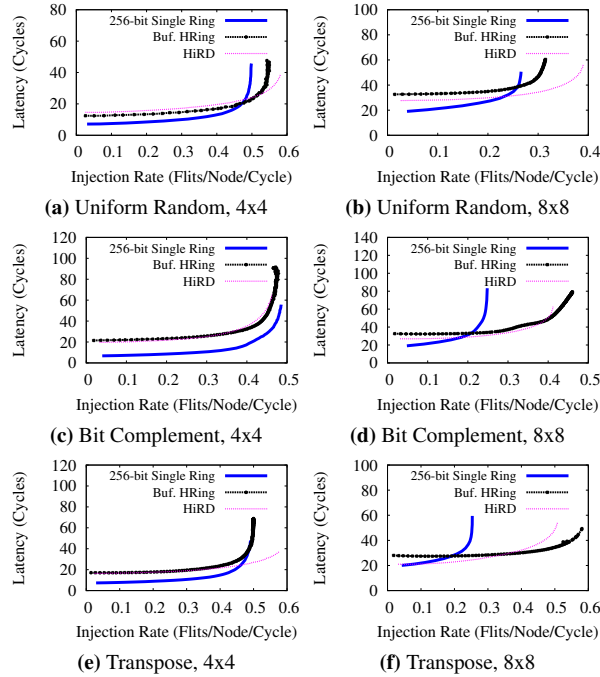 Latency (Cycles)
80
60
40
20
0
256-bit Single Ring
Buf. HRing
HiRD
0.1 0.2 0.3 0.4 0.5 0.6
Injection Rate (Flits/Node/Cycle)
(a) Uniform Random, 4x4
Latency (Cycles)
100
80
60
40
20
0
256-bit Single Ring
Buf. HRing
HiRD
0 0.1 0.2 0.3 0.4
Injection Rate (Flits/Node/Cycle)
(b) Uniform Random, 8x8
Latency (Cycles)
120
100
80
60
40
20
0
256-bit Single Ring
Buf. HRing
HiRD
0 0.1 0.2 0.3 0.4 0.5
Injection Rate (Flits/Node/Cycle)
(c) Bit Complement, 4x4
Latency (Cycles)
140
120
100
80
60
40
20
0
256-bit Single Ring
Buf. HRing
HiRD
0 0.1 0.2 0.3 0.4 0.5
Injection Rate (Flits/Node/Cycle)
(d) Bit Complement, 8x8
Latency (Cycles)
120
100
80
60
40
20
0
256-bit Single Ring
Buf. HRing
HiRD
0 0.1 0.2 0.3 0.4 0.5 0.6
Injection Rate (Flits/Node/Cycle)
(e) Transpose, 4x4
Latency (Cycles)
100
80
60
40
20
0
256-bit Single Ring
Buf. HRing
HiRD
0 0.1 0.2 0.3 0.4 0.5 0.6
Injection Rate (Flits/Node/Cycle)
(f) Transpose, 8x8